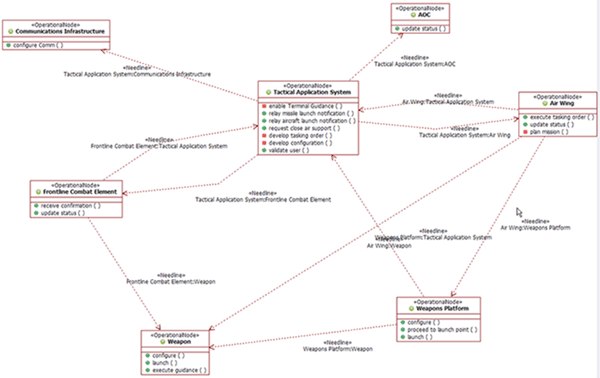 «OperationalNode»
AOC
update status ( )
«OperationalNode»
Communications Infrastructure
configure Comm ( )
«Needline»
Tactical Application System:Communications Infrastructure
«Needline»
Tactical Application System:AOC
«OperationalNode»
Tactical Application System
enable Terminal Guidance ( )
relay missle launch notification ( )
relay aircraft launch notification ( )
request close air support ( )
develop tasking order ( )
develop configuration ( )
validate user ( )
«Needline»
Air Wing:Tactical Application System
«OperationalNode»
Air Wing
execute tasking order ( )
update status ( )
plan mission ( )
«Needline»
Tactical Application System:Air Wing
«Needline»
Frontline Combat Element:Tactical Application System
«OperationalNode»
Frontline Combat Element
receive confirmation ( )
update status ( )
«Needline»
Tactical Application System:Frontline Combat Element
«Needline»
Weapons Platform:Tactical Application System
«Needline»
Air Wing:Weapon
«Needline»
Air Wing:Weapons Platform
«Needline»
Frontline Combat Element:Weapon
«OperationalNode»
Weapons Platform
configure ( )
proceed to launch point ( )
launch ( )
«OperationalNode»
Weapon
configure ( )
launch ( )
execute guidance ( )
«Needline»
Weapons Platform:Weapon